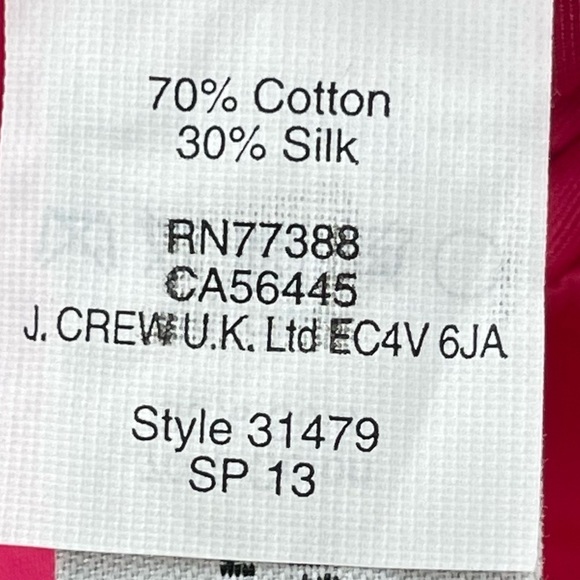 70% Cotton
30% Silk
RN77388
CA56445
J. CREW U.K. Ltd EC4V 6JA
Style 31479
SP 13